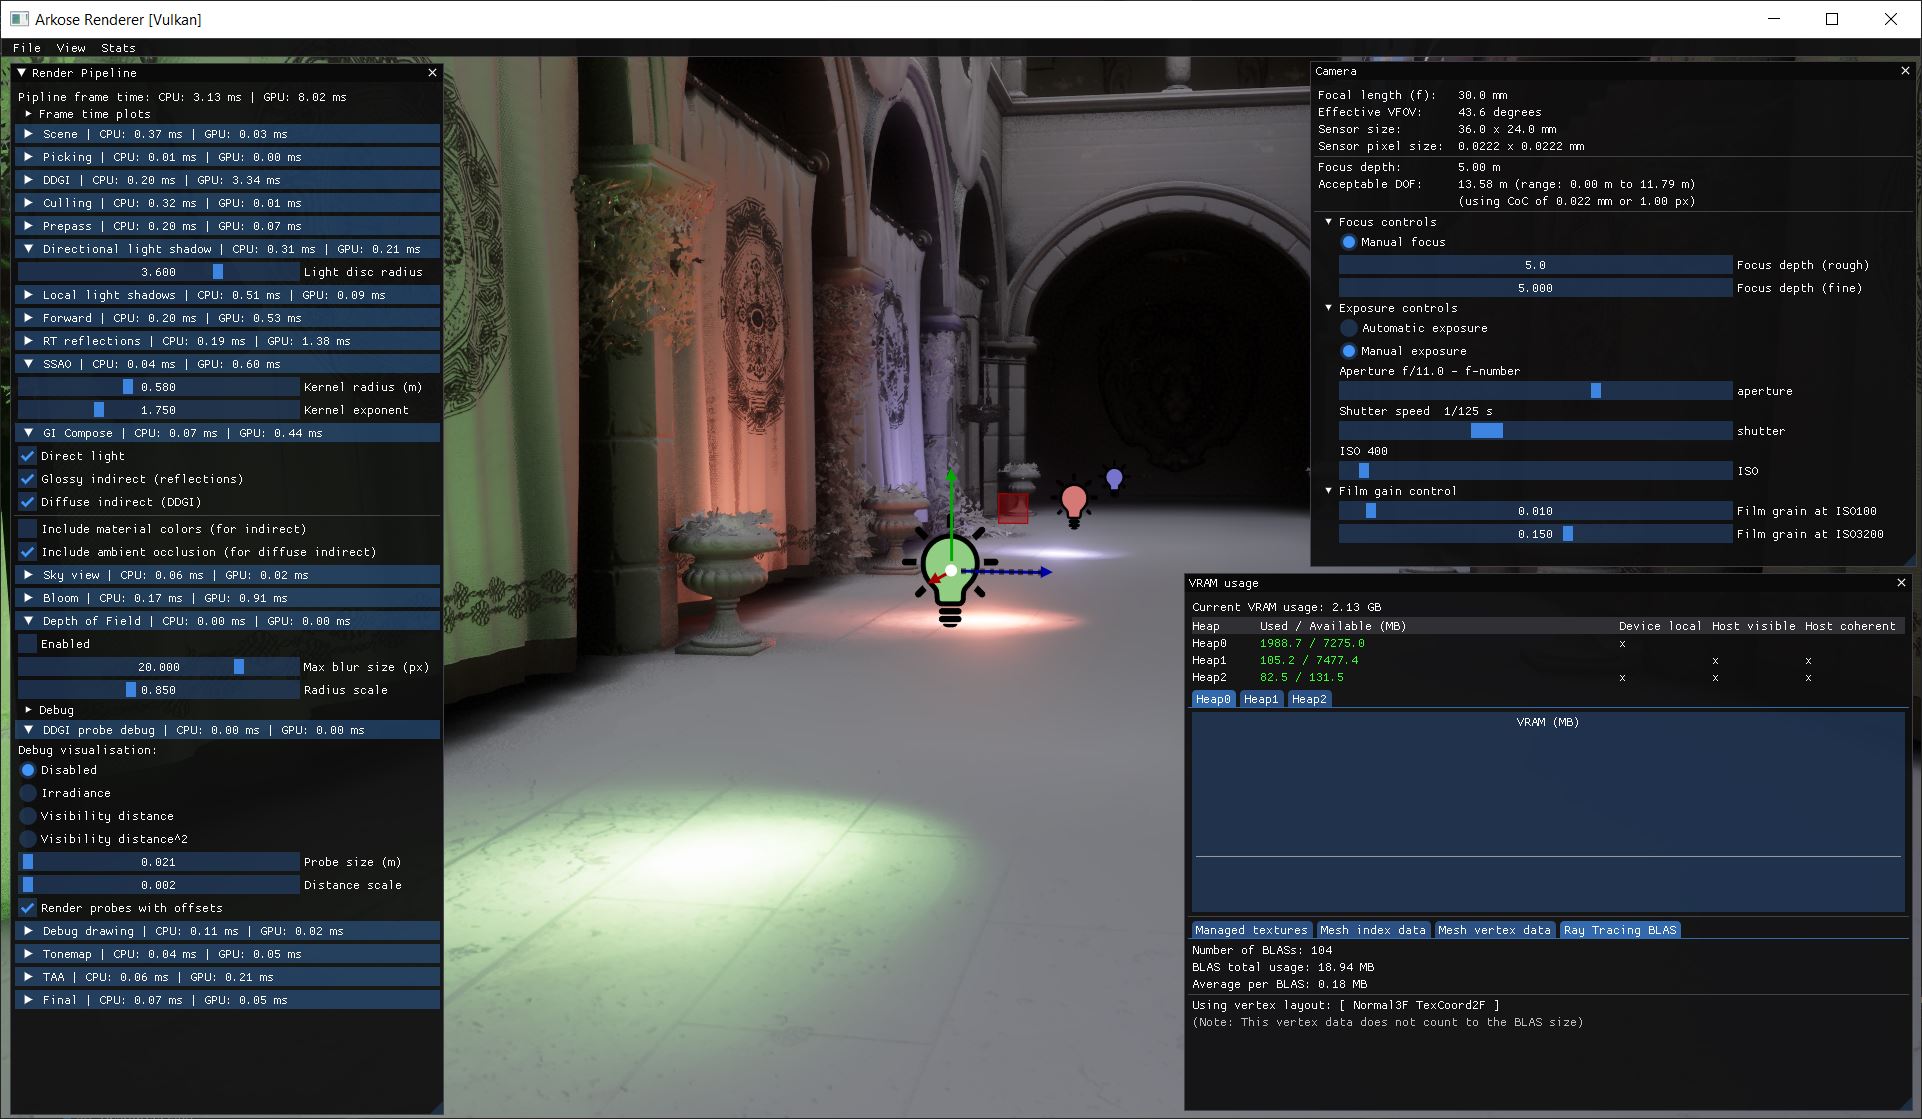 Arkose Renderer [Vulkan]
File View Stats
Render Pipeline
Pipline frame time: CPU: 3.13 ms | GPU: 8.02 ms
Frame time plots
Scene | CPU: 0.37 ms | GPU: 0.03 ms
Picking | CPU: 0.01 ms | GPU: 0.00 ms
DDGI | CPU: 0.20 ms | GPU: 3.34 ms
Culling | CPU: 0.32 ms | GPU: 0.01 ms
Prepass | CPU: 0.20 ms | GPU: 0.07 ms
Directional light shadow | CPU: 0.31 ms | GPU: 0.21 ms
3.600 Light disc radius
Local light shadows | CPU: 0.51 ms | GPU: 0.09 ms
Forward | CPU: 0.20 ms | GPU: 0.53 ms
RT reflections | CPU: 0.19 ms | GPU: 1.38 ms
SSAO | CPU: 0.04 ms | GPU: 0.60 ms
0.580 Kernel radius (m)
1.750 Kernel exponent
GI Compose | CPU: 0.07 ms | GPU: 0.44 ms
Direct light
Glossy indirect (reflections)
Diffuse indirect (DDGI)
Include material colors (for indirect)
Include ambient occlusion (for diffuse indirect)
Sky view | CPU: 0.06 ms | GPU: 0.02 ms
Bloom | CPU: 0.17 ms | GPU: 0.91 ms
Depth of Field | CPU: 0.00 ms | GPU: 0.00 ms
Enabled
20.000 Max blur size (px)
0.850 Radius scale
Debug
DDGI probe debug | CPU: 0.00 ms | GPU: 0.00 ms
Debug visualisation:
Disabled
Irradiance
Visibility distance
Visibility distance^2
0.021 Probe size (m)
0.002 Distance scale
Render probes with offsets
Debug drawing | CPU: 0.11 ms | GPU: 0.02 ms
Tonemap | CPU: 0.04 ms | GPU: 0.05 ms
TAA | CPU: 0.06 ms | GPU: 0.21 ms
Final | CPU: 0.07 ms | GPU: 0.05 ms
Camera
Focal length (f): 30.0 mm
Effective VFOV: 43.6 degrees
Sensor size: 36.0 x 24.0 mm
Sensor pixel size: 0.0222 x 0.0222 mm
Focus depth: 5.00 m
Acceptable DOF: 13.58 m (range: 0.00 m to 11.79 m)
(using CoC of 0.022 mm or 1.00 px)
Focus controls
Manual focus
5.0 Focus depth (rough)
5.000 Focus depth (fine)
Exposure controls
Automatic exposure
Manual exposure
Aperture f/11.0 - f-number
aperture
Shutter speed 1/125 s
shutter
ISO 400
ISO
Film gain control
0.010 Film grain at ISO100
0.150 Film grain at ISO3200
VRAM usage
Current VRAM usage: 2.13 GB
Heap Used / Available (MB) Device local Host visible Host coherent
Heap0 1988.7 / 7275.0 x
Heap1 105.2 / 7477.4 x x
Heap2 82.5 / 131.5 x x x
Heap0 Heap1 Heap2
VRAM (MB)
Managed textures Mesh index data Mesh vertex data Ray Tracing BLAS
Number of BLASs: 104
BLAS total usage: 18.94 MB
Average per BLAS: 0.18 MB
Using vertex layout: [ Normal3F TexCoord2F ]
(Note: This vertex data does not count to the BLAS size)